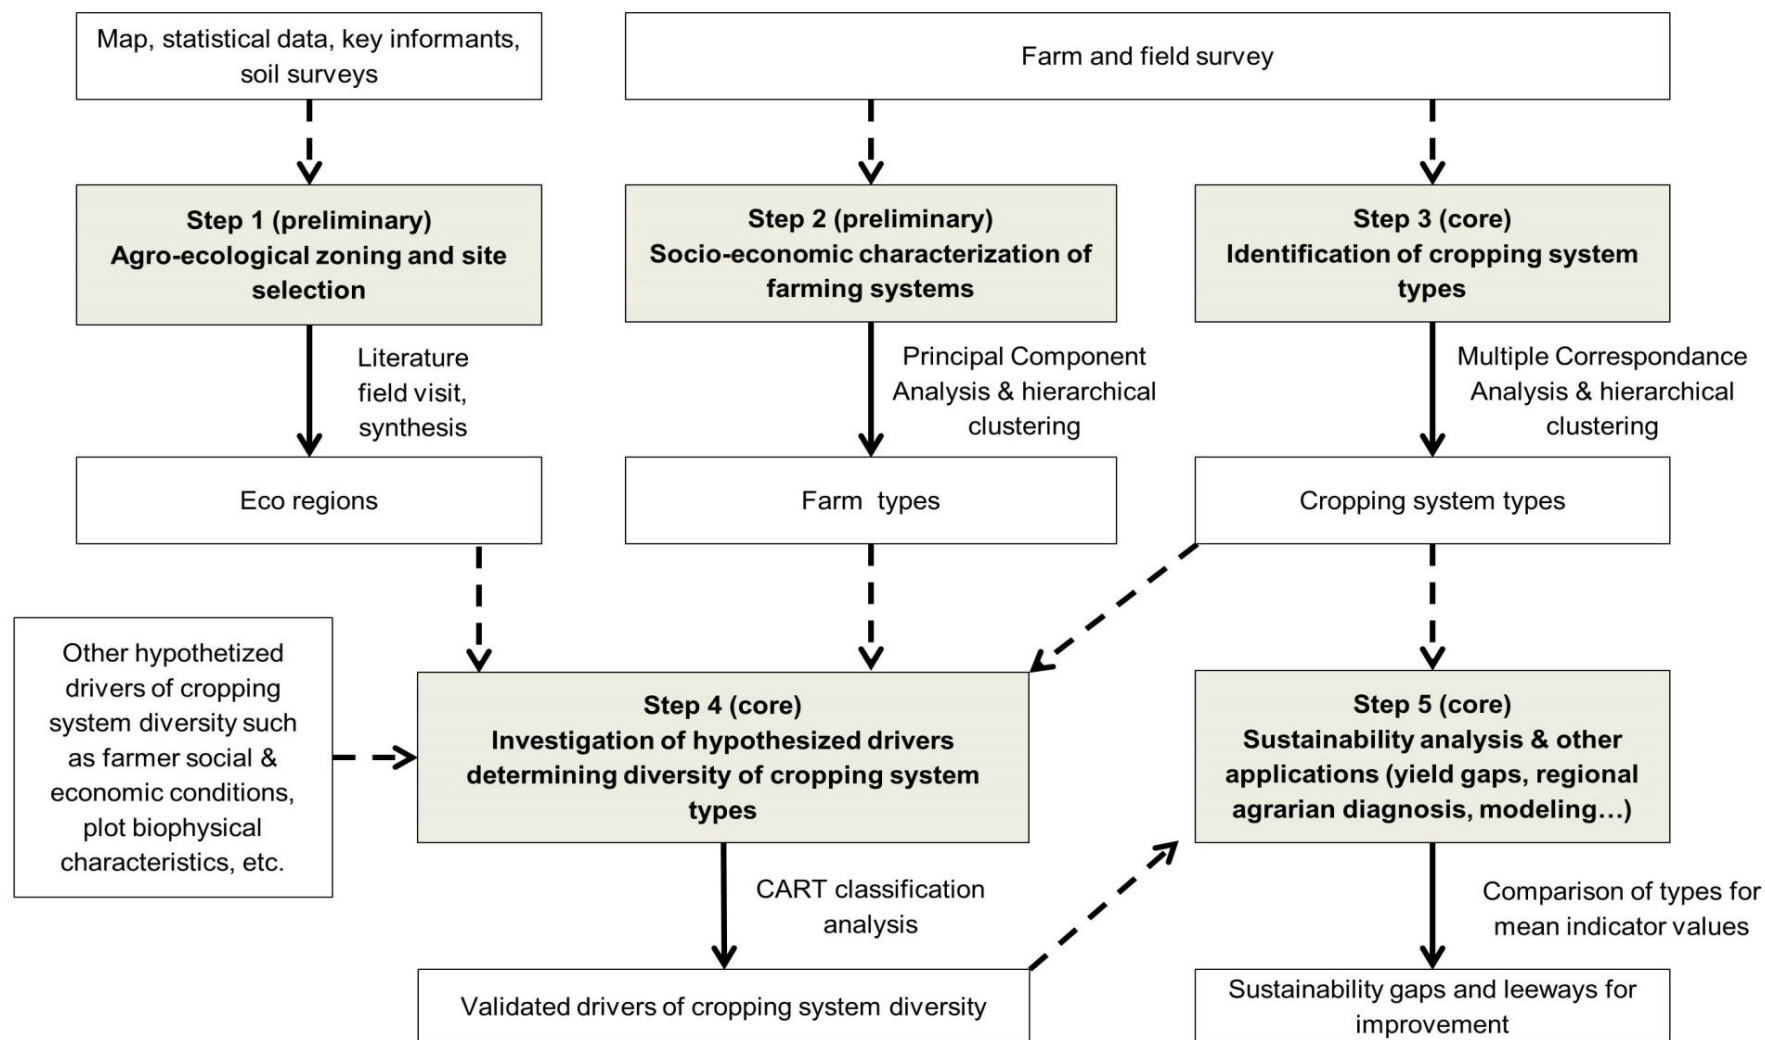 Map, statistical data, key informants,
soil surveys
Farm and field survey
Step 1 (preliminary)
Agro-ecological zoning and site
selection
Step 2 (preliminary)
Socio-economic characterization of
farming systems
Step 3 (core)
Identification of cropping system
types
Literature
field visit,
synthesis
Principal Component
Analysis & hierarchical
clustering
Multiple Correspondance
Analysis & hierarchical
clustering
Eco regions
Farm types
Cropping system types
Other hypothetized
drivers of cropping
system diversity such
as farmer social &
economic conditions,
plot biophysical
characteristics, etc.
Step 4 (core)
Investigation of hypothesized drivers
determining diversity of cropping system
types
Step 5 (core)
Sustainability analysis & other
applications (yield gaps, regional
agrarian diagnosis, modeling…)
CART classification
analysis
Comparison of types for
mean indicator values
Validated drivers of cropping system diversity
Sustainability gaps and leeways for
improvement